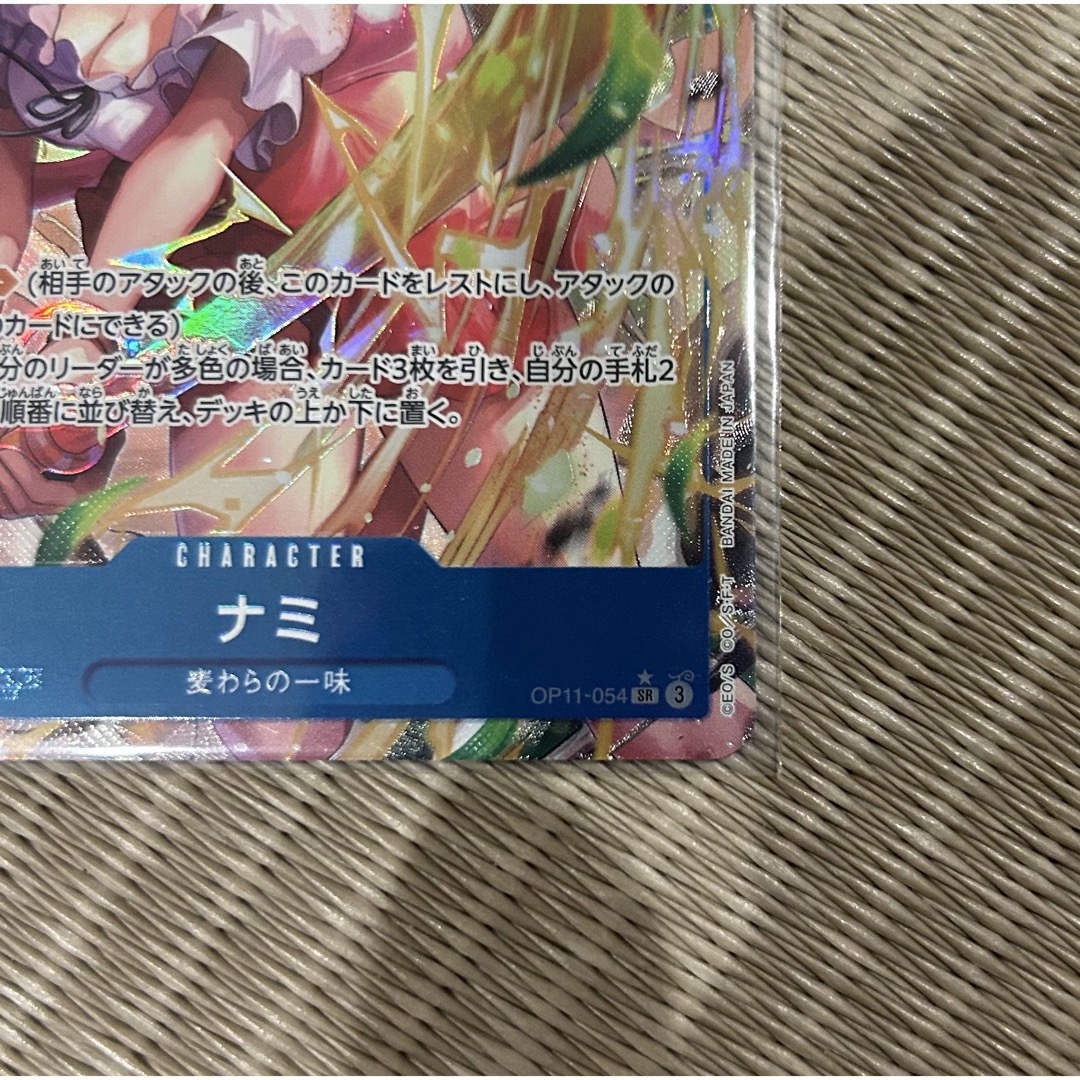 (相手のアタックの後、このカードをレストにし、アタックの
のカードにできる)
分のリーダーが多色の場合、カード3枚を引き、自分の手札2
順番に並び替え、デッキの上か下に置く。
CHARACTER
ナミ
麦わらの一味
OP11-054 SR 3
©EO/S ©O/S·F·T BANDAI MADE IN JAPAN